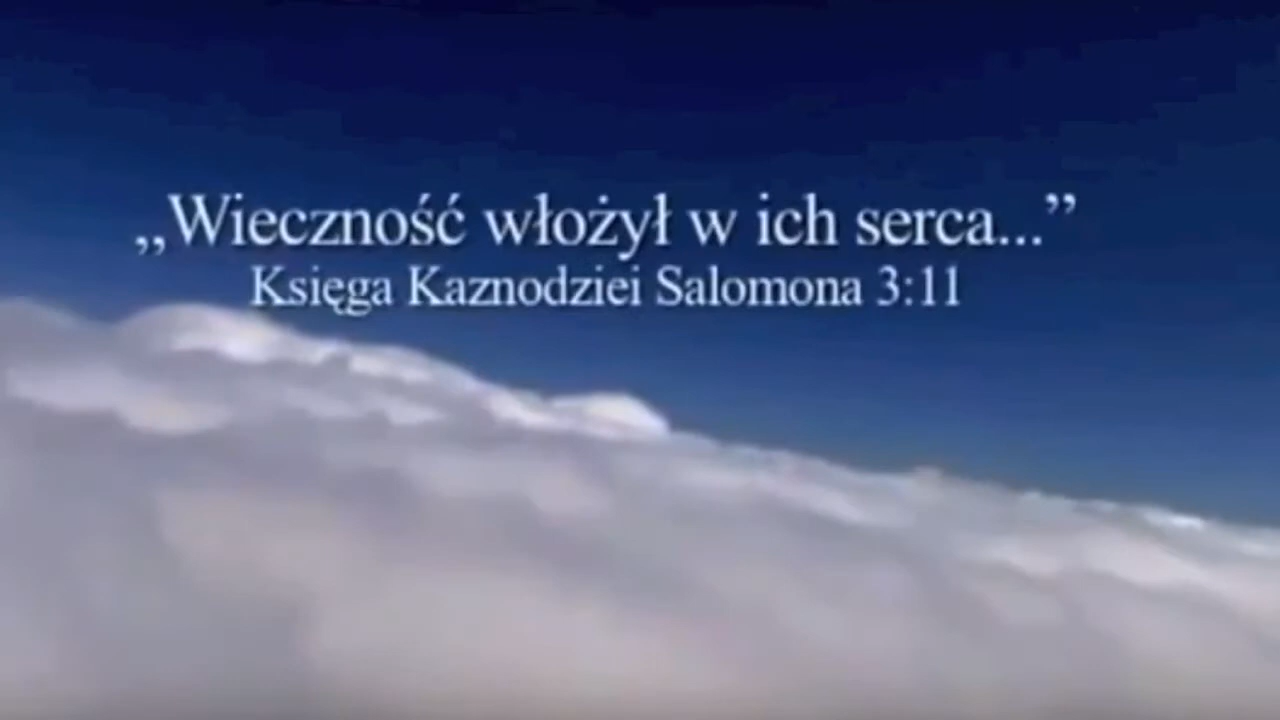 „Wieczność włożył w ich serca...”
Księga Kaznodziei Salomona 3:11